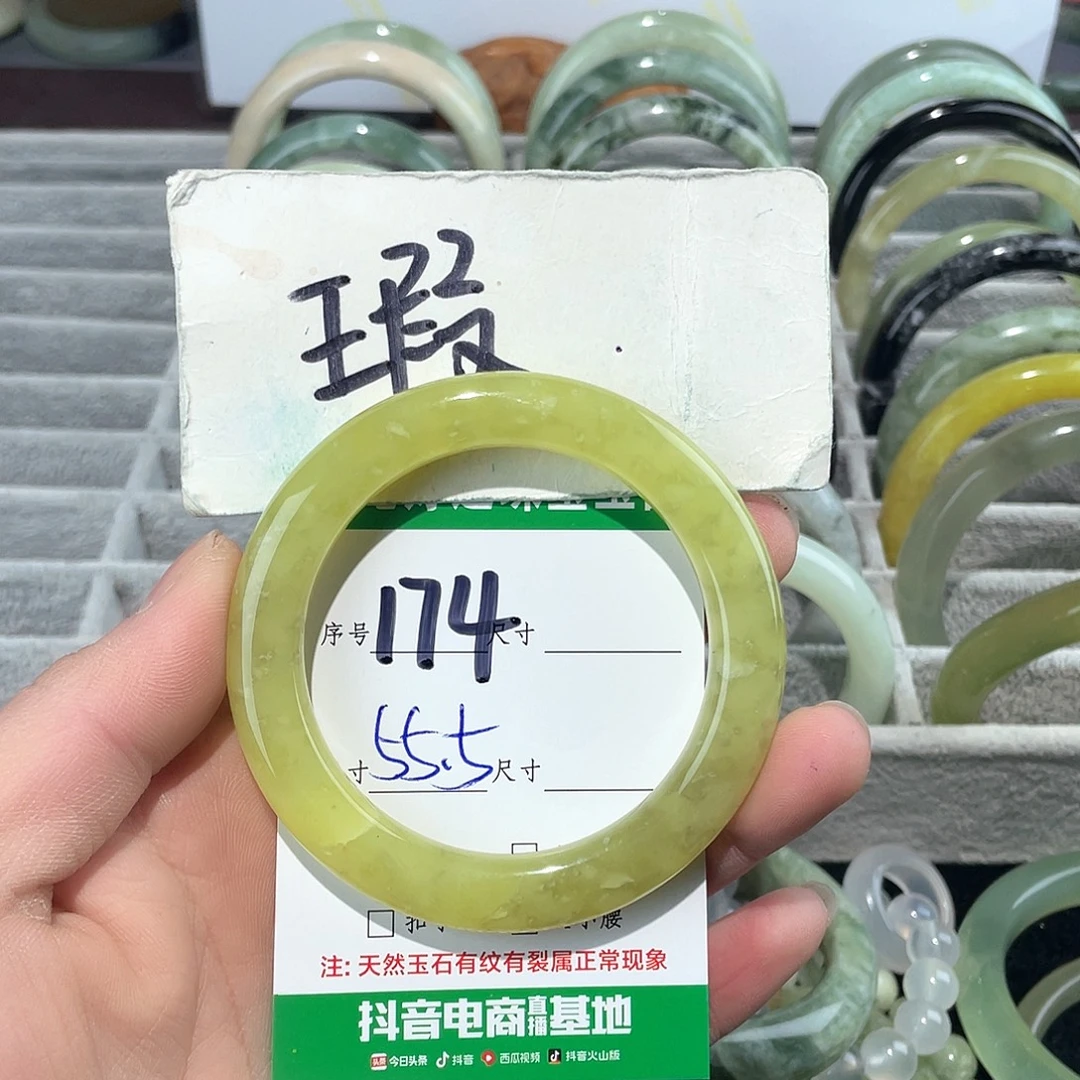 瑕
序号 174 尺寸
寸 55.5 尺寸
注: 天然玉石有纹有裂属正常现象
抖音电商直播基地
头条 今日头条 抖音 西瓜视频 抖音火山版